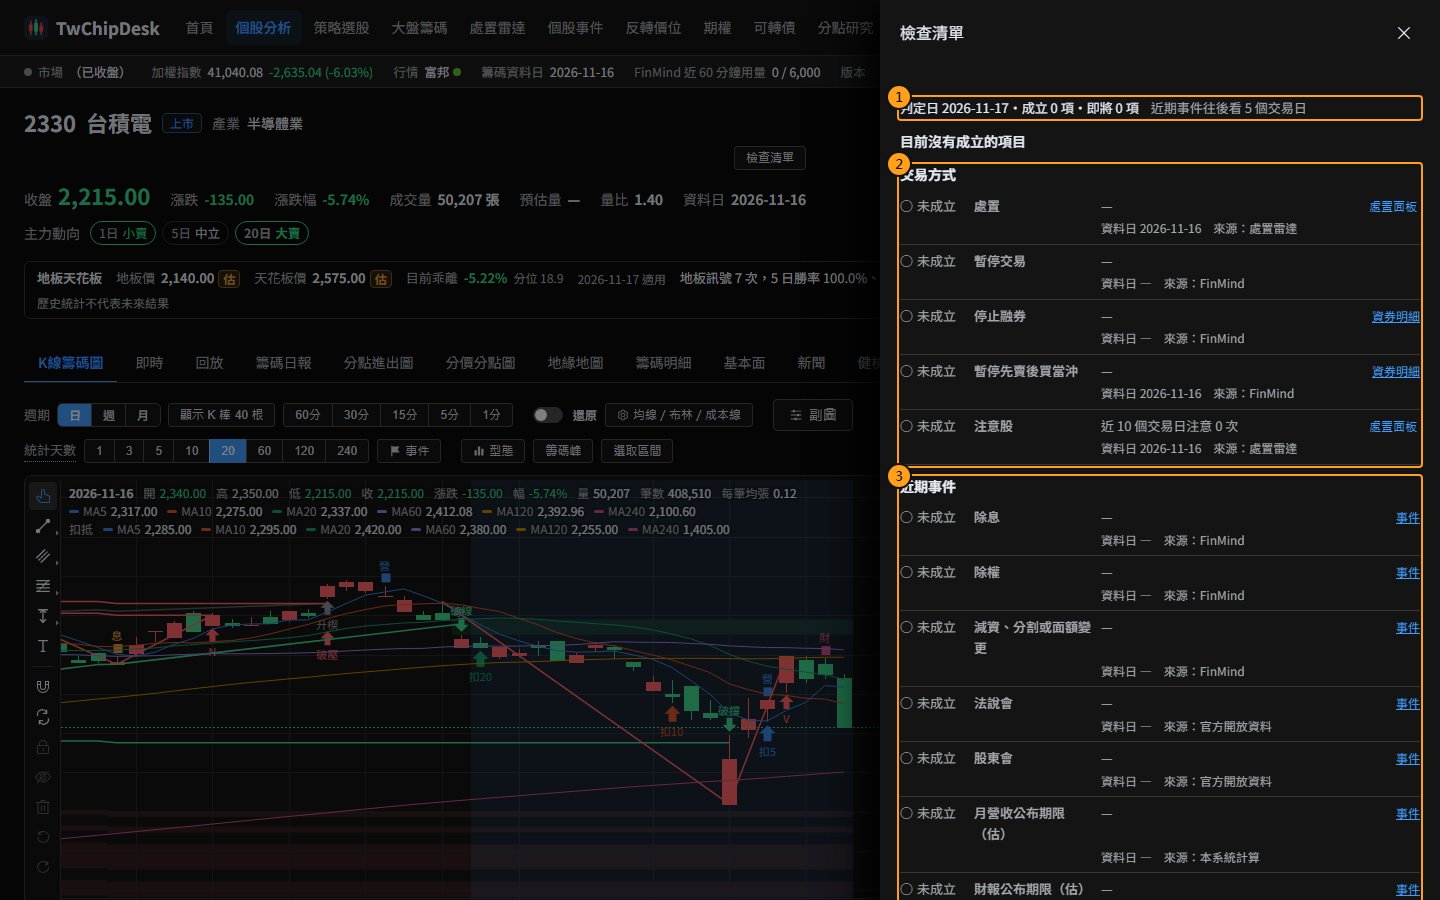 TwChipDesk 首頁 個股分析 策略選股 大盤籌碼 處置雷達 個股事件 反轉價位 期權 可轉債 分點研究
市場 （已收盤） 加權指數 41,040.08 -2,635.04 (-6.03%) 行情 富邦 籌碼資料日 2026-11-16 FinMind 近 60 分鐘用量 0 / 6,000 版本
2330 台積電 上市 產業 半導體業
檢查清單
收盤 2,215.00 漲跌 -135.00 漲跌幅 -5.74% 成交量 50,207 張 預估量 — 量比 1.40 資料日 2026-11-16
主力動向 1日 小賣 5日 中立 20日 大賣
地板天花板 地板價 2,140.00 估 天花板價 2,575.00 估 目前乖離 -5.22% 分位 18.9 2026-11-17 適用 地板訊號 7 次，5 日勝率 100.0%、
歷史統計不代表未來結果
K線籌碼圖 即時 回放 籌碼日報 分點進出圖 分價分點圖 地緣地圖 籌碼明細 基本面 新聞 健檢
週期 日 週 月 顯示 K 棒 40 根 60分 30分 15分 5分 1分 還原 均線 / 布林 / 成本線 副圖
統計天數 1 3 5 10 20 60 120 240 事件 型態 籌碼峰 選取區間
2026-11-16 開 2,340.00 高 2,350.00 低 2,215.00 收 2,215.00 漲跌 -135.00 幅 -5.74% 量 50,207 筆數 408,510 每筆均張 0.12
MA5 2,317.00 MA10 2,275.00 MA20 2,337.00 MA60 2,412.08 MA120 2,392.96 MA240 2,100.60
扣抵 MA5 2,285.00 MA10 2,295.00 MA20 2,420.00 MA60 2,380.00 MA120 2,255.00 MA240 1,405.00
營
升楔
息
N
破壓
扣20
財
營
破撐
扣10
V
扣5
檢查清單
1
判定日 2026-11-17・成立 0 項・即將 0 項 近期事件往後看 5 個交易日
目前沒有成立的項目
2
交易方式
未成立 處置 — 處置面板
資料日 2026-11-16 來源：處置雷達
未成立 暫停交易 —
資料日 — 來源：FinMind
未成立 停止融券 — 資券明細
資料日 — 來源：FinMind
未成立 暫停先賣後買當沖 — 資券明細
資料日 2026-11-16 來源：FinMind
未成立 注意股 近 10 個交易日注意 0 次 處置面板
資料日 2026-11-16 來源：處置雷達
3
近期事件
未成立 除息 — 事件
資料日 — 來源：FinMind
未成立 除權 — 事件
資料日 — 來源：FinMind
未成立 減資、分割或面額變 — 事件
更
資料日 — 來源：FinMind
未成立 法說會 — 事件
資料日 — 來源：官方開放資料
未成立 股東會 — 事件
資料日 — 來源：官方開放資料
未成立 月營收公布期限 — 事件
（估）
資料日 — 來源：本系統計算
未成立 財報公布期限（估） — 事件